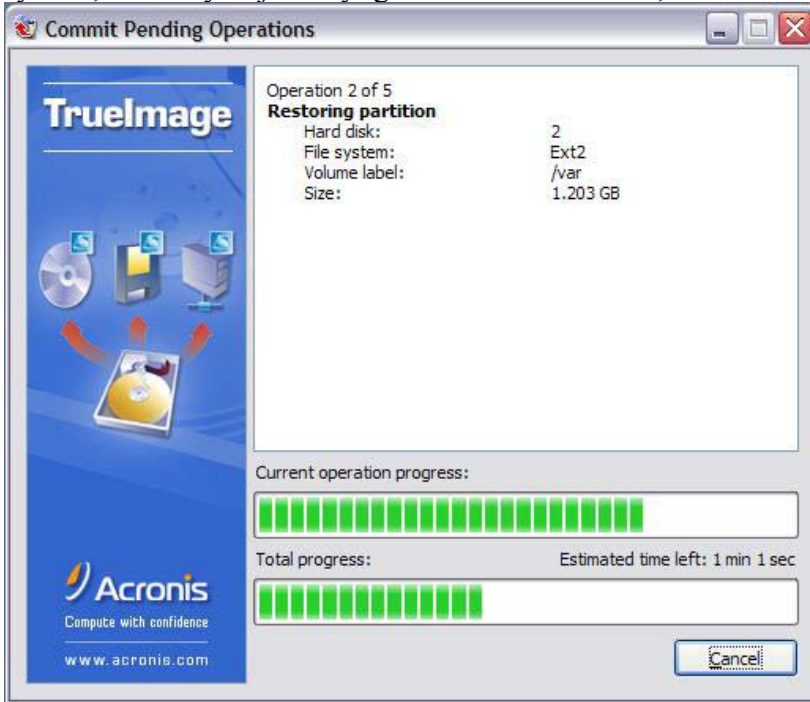 Commit Pending Operations
TrueImage
Operation 2 of 5
Restoring partition
Hard disk: 2
File system: Ext2
Volume label: /var
Size: 1.203 GB
Current operation progress:
Total progress: Estimated time left: 1 min 1 sec
Acronis
Compute with confidence
www.acronis.com
Cancel